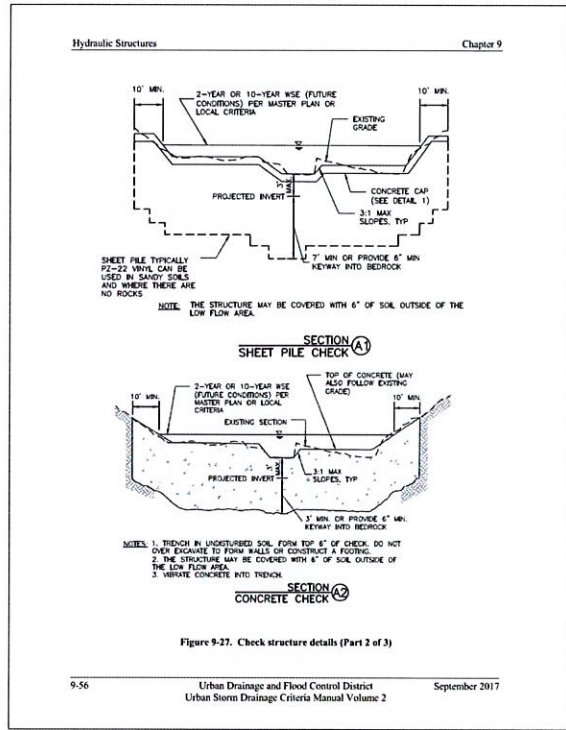 Hydraulic Structures Chapter 9
10' MIN.
2-YEAR OR 10-YEAR WSE (FUTURE
CONDITIONS) PER MASTER PLAN OR
LOCAL CRITERIA
10' MIN.
EXISTING
GRADE
3'
MAX
PROJECTED INVERT
CONCRETE CAP
(SEE DETAIL 1)
3:1 MAX
SLOPES, TYP
SHEET PILE TYPICALLY
PZ-22 VINYL CAN BE
USED IN SANDY SOILS
AND WHERE THERE ARE
NO ROCKS
7' MIN OR PROVIDE 6" MIN
KEYWAY INTO BEDROCK
NOTE: THE STRUCTURE MAY BE COVERED WITH 6" OF SOIL OUTSIDE OF THE
LOW FLOW AREA.
SECTION
SHEET PILE CHECK A1
10' MIN.
2-YEAR OR 10-YEAR WSE
(FUTURE CONDITIONS) PER
MASTER PLAN OR LOCAL
CRITERIA
TOP OF CONCRETE (MAY
ALSO FOLLOW EXISTING
GRADE)
10' MIN.
EXISTING SECTION
3'
MAX
PROJECTED INVERT
3:1 MAX
SLOPES, TYP
3' MIN. OR PROVIDE 6" MIN.
KEYWAY INTO BEDROCK
NOTES: 1. TRENCH IN UNDISTURBED SOIL. FORM TOP 6" OF CHECK. DO NOT
OVER EXCAVATE TO FORM WALLS OR CONSTRUCT A FOOTING.
2. THE STRUCTURE MAY BE COVERED WITH 6" OF SOIL OUTSIDE OF
THE LOW FLOW AREA.
3. VIBRATE CONCRETE INTO TRENCH.
SECTION
CONCRETE CHECK A2
Figure 9-27. Check structure details (Part 2 of 3)
9-56 Urban Drainage and Flood Control District September 2017
Urban Storm Drainage Criteria Manual Volume 2